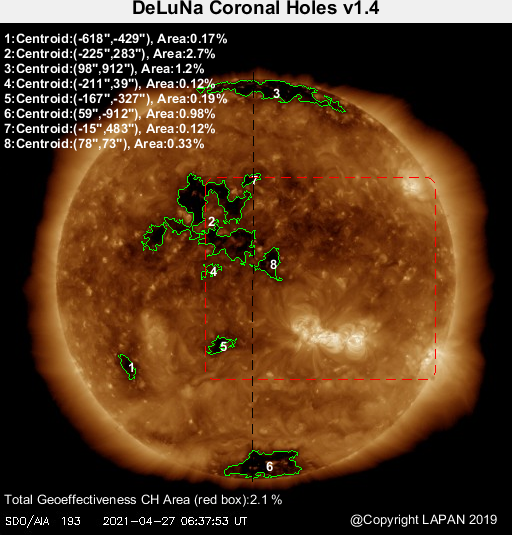 DeLuNa Coronal Holes v1.4
1:Centroid:(-618",-429"), Area:0.17%
2:Centroid:(-225",283"), Area:2.7%
3:Centroid:(98",912"), Area:1.2%
4:Centroid:(-211",39"), Area:0.12%
5:Centroid:(-167",-327"), Area:0.19%
6:Centroid:(59",-912"), Area:0.98%
7:Centroid:(-15",483"), Area:0.12%
8:Centroid:(78",73"), Area:0.33%
3
7
2
8
4
5
1
6
Total Geoeffectiveness CH Area (red box):2.1 %
SDO/AIA 193 2021-04-27 06:37:53 UT
@Copyright LAPAN 2019